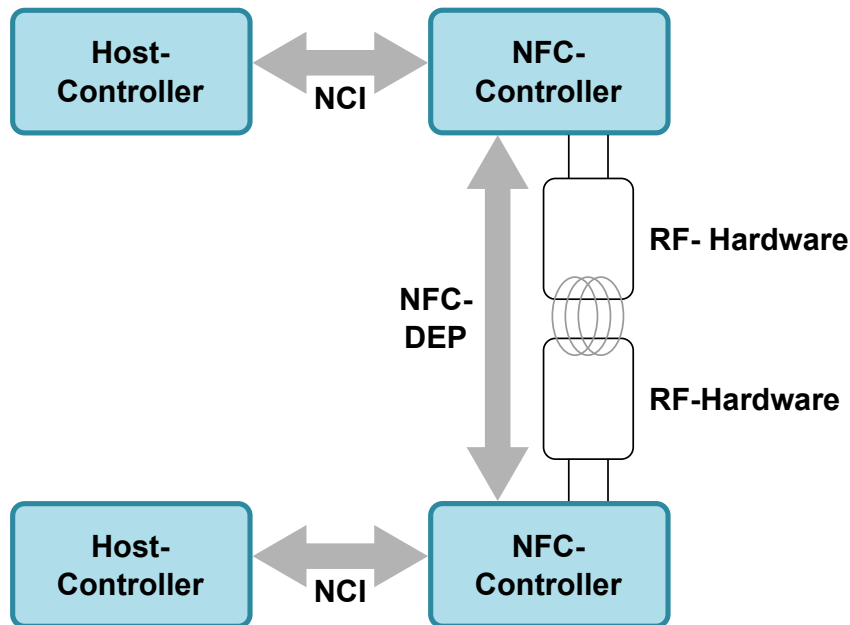 Host-
Controller
NCI
NFC-
Controller
RF- Hardware
NFC-
DEP
RF-Hardware
Host-
Controller
NCI
NFC-
Controller